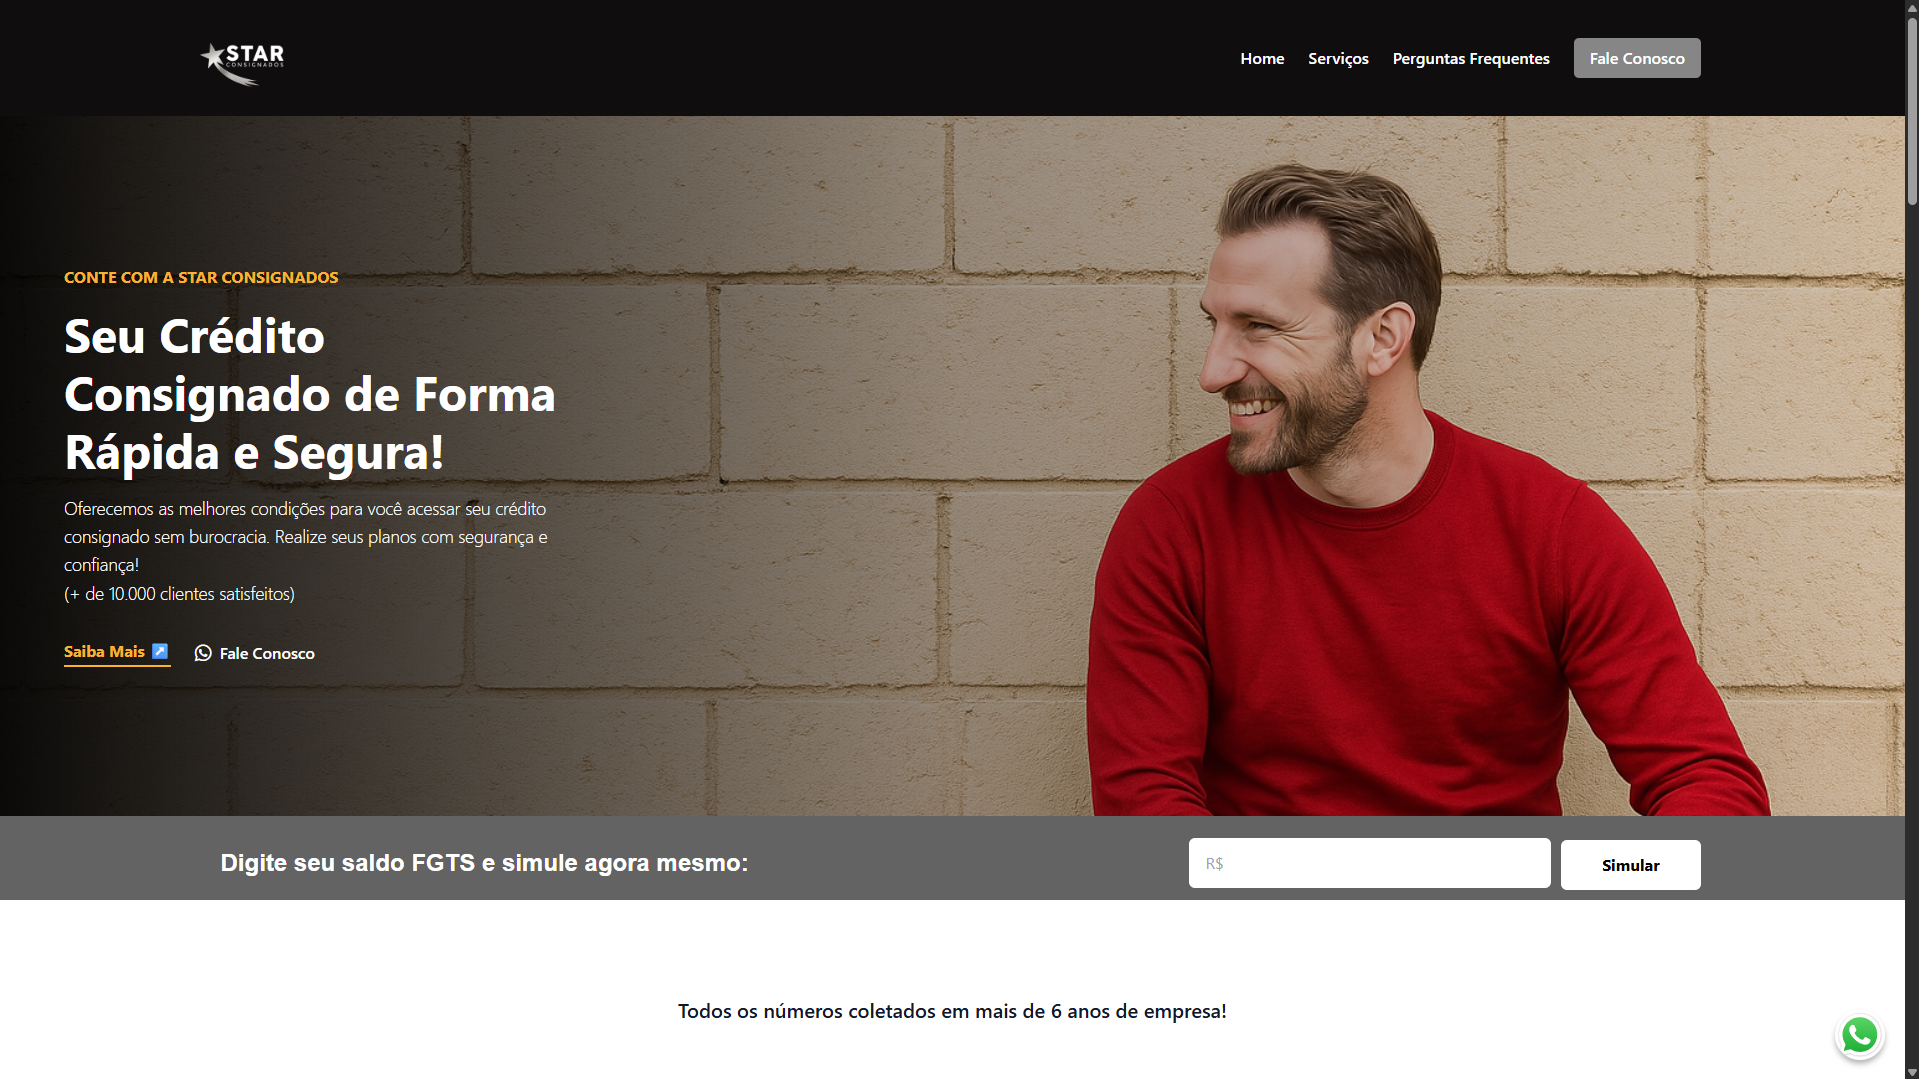 STAR
CONSIGNADOS
Home
Serviços
Perguntas Frequentes
Fale Conosco
CONTE COM A STAR CONSIGNADOS
Seu Crédito
Consignado de Forma
Rápida e Segura!
Oferecemos as melhores condições para você acessar seu crédito
consignado sem burocracia. Realize seus planos com segurança e
confiança!
(+ de 10.000 clientes satisfeitos)
Saiba Mais ↗
Fale Conosco
Digite seu saldo FGTS e simule agora mesmo:
R$
Simular
Todos os números coletados em mais de 6 anos de empresa!